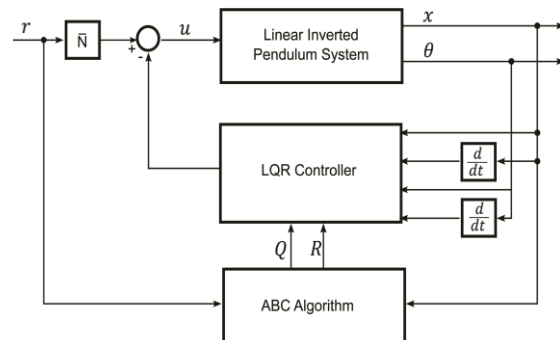 r
N̄
+
-
u
Linear Inverted
Pendulum System
x
θ
LQR Controller
d
dt
d
dt
Q
R
ABC Algorithm